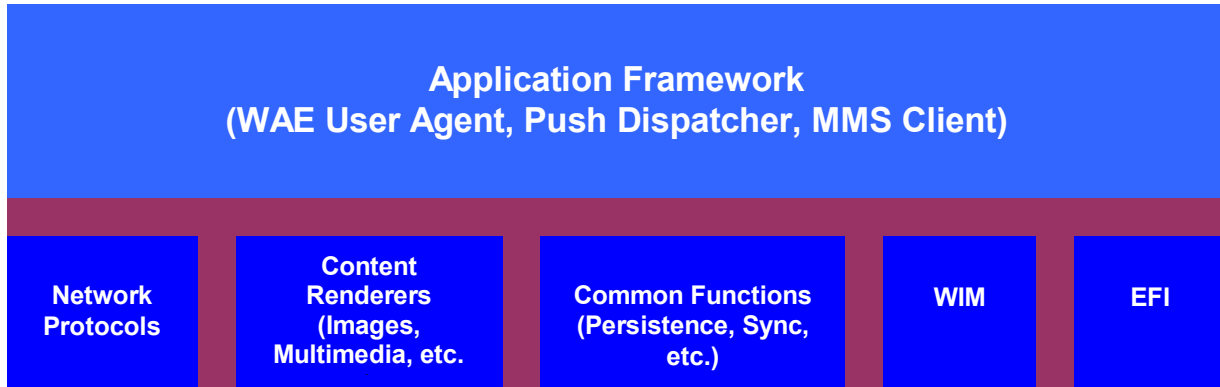 Application Framework
(WAE User Agent, Push Dispatcher, MMS Client)
Network
Protocols
Content
Renderers
(Images,
Multimedia, etc.
Common Functions
(Persistence, Sync,
etc.)
WIM
EFI